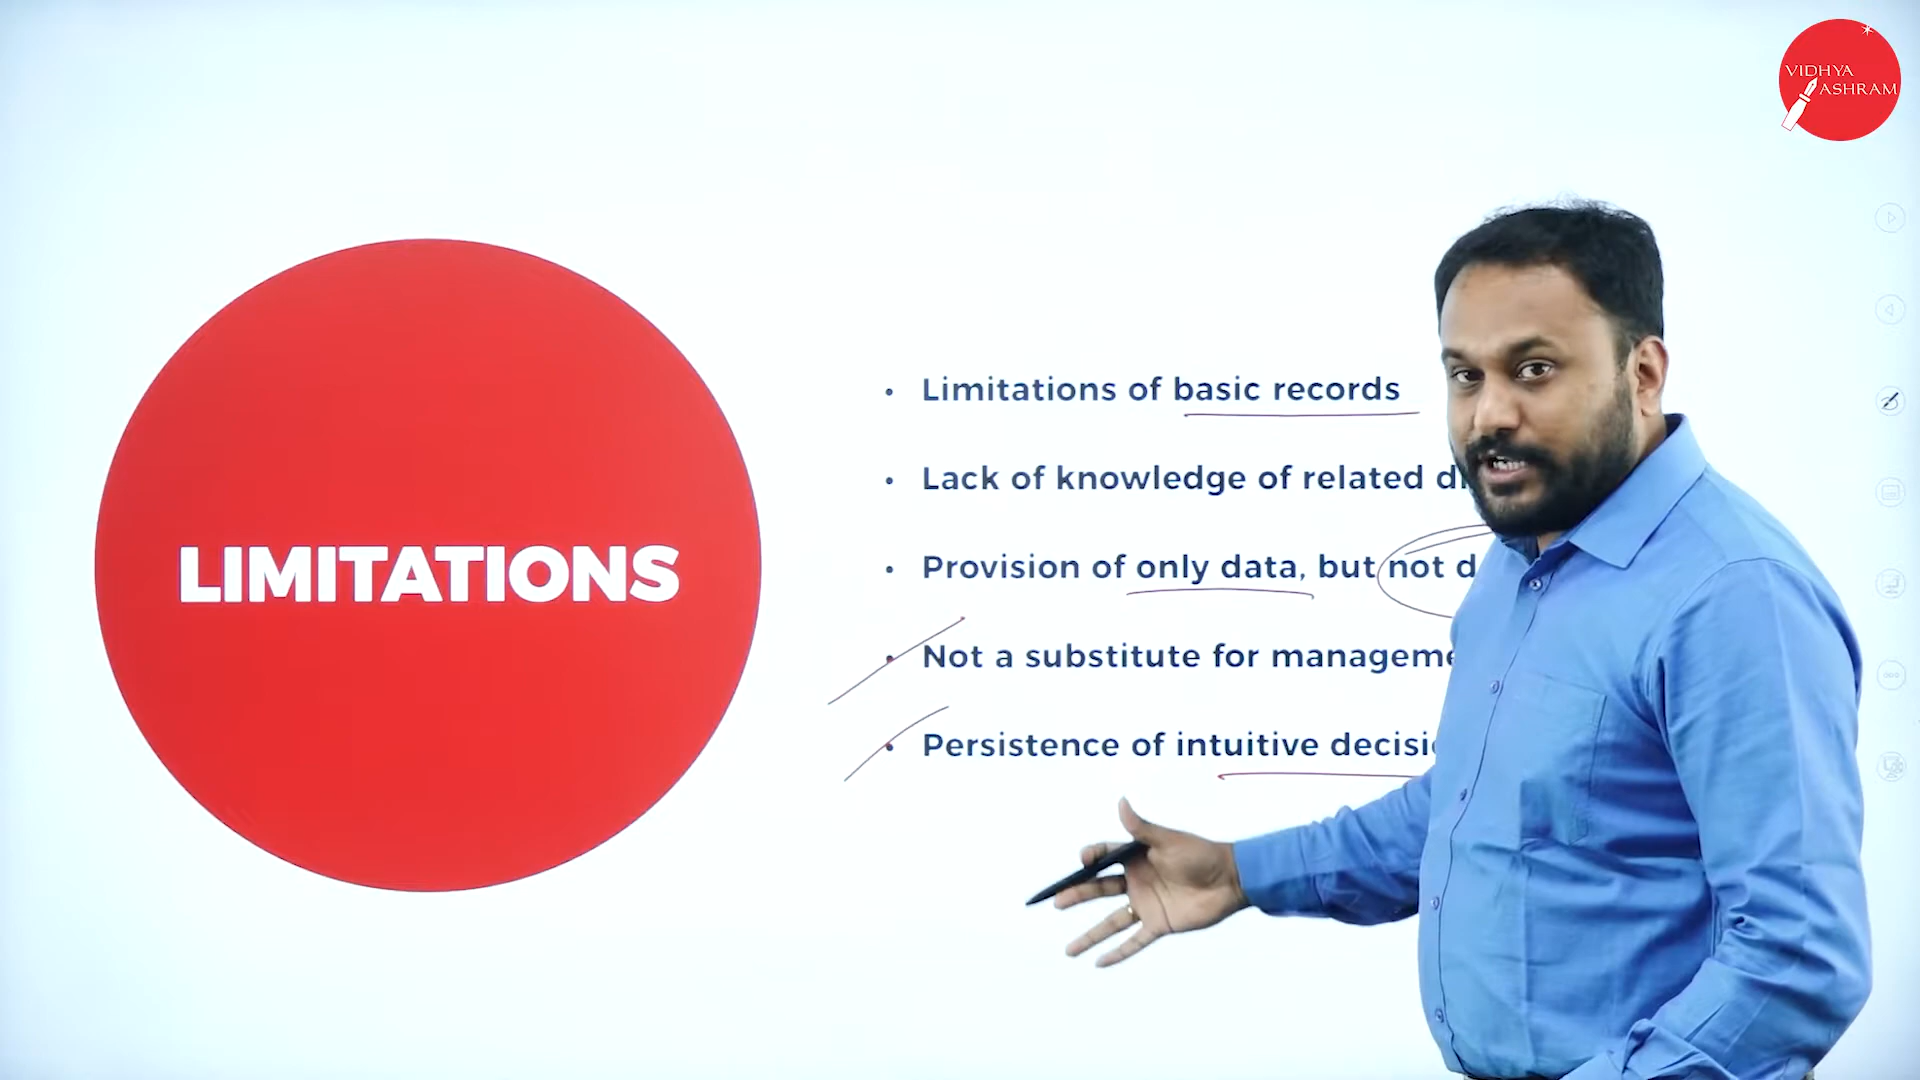 VIDHYA
ASHRAM
LIMITATIONS
• Limitations of basic records
• Lack of knowledge of related
• Provision of only data, but not
• Not a substitute for
• Persistence of intuitive